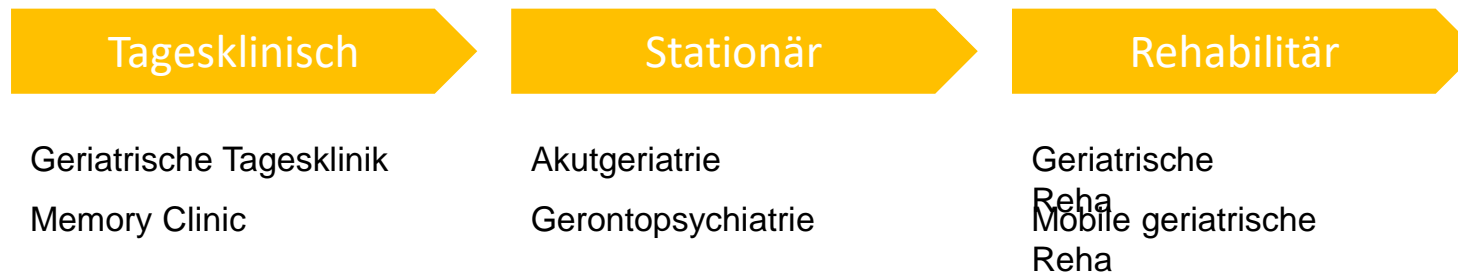 Tagesklinisch
Geriatrische Tagesklinik
Memory Clinic
Stationär
Akutgeriatrie
Gerontopsychiatrie
Rehabilitär
Geriatrische
Reha
Mobile geriatrische
Reha